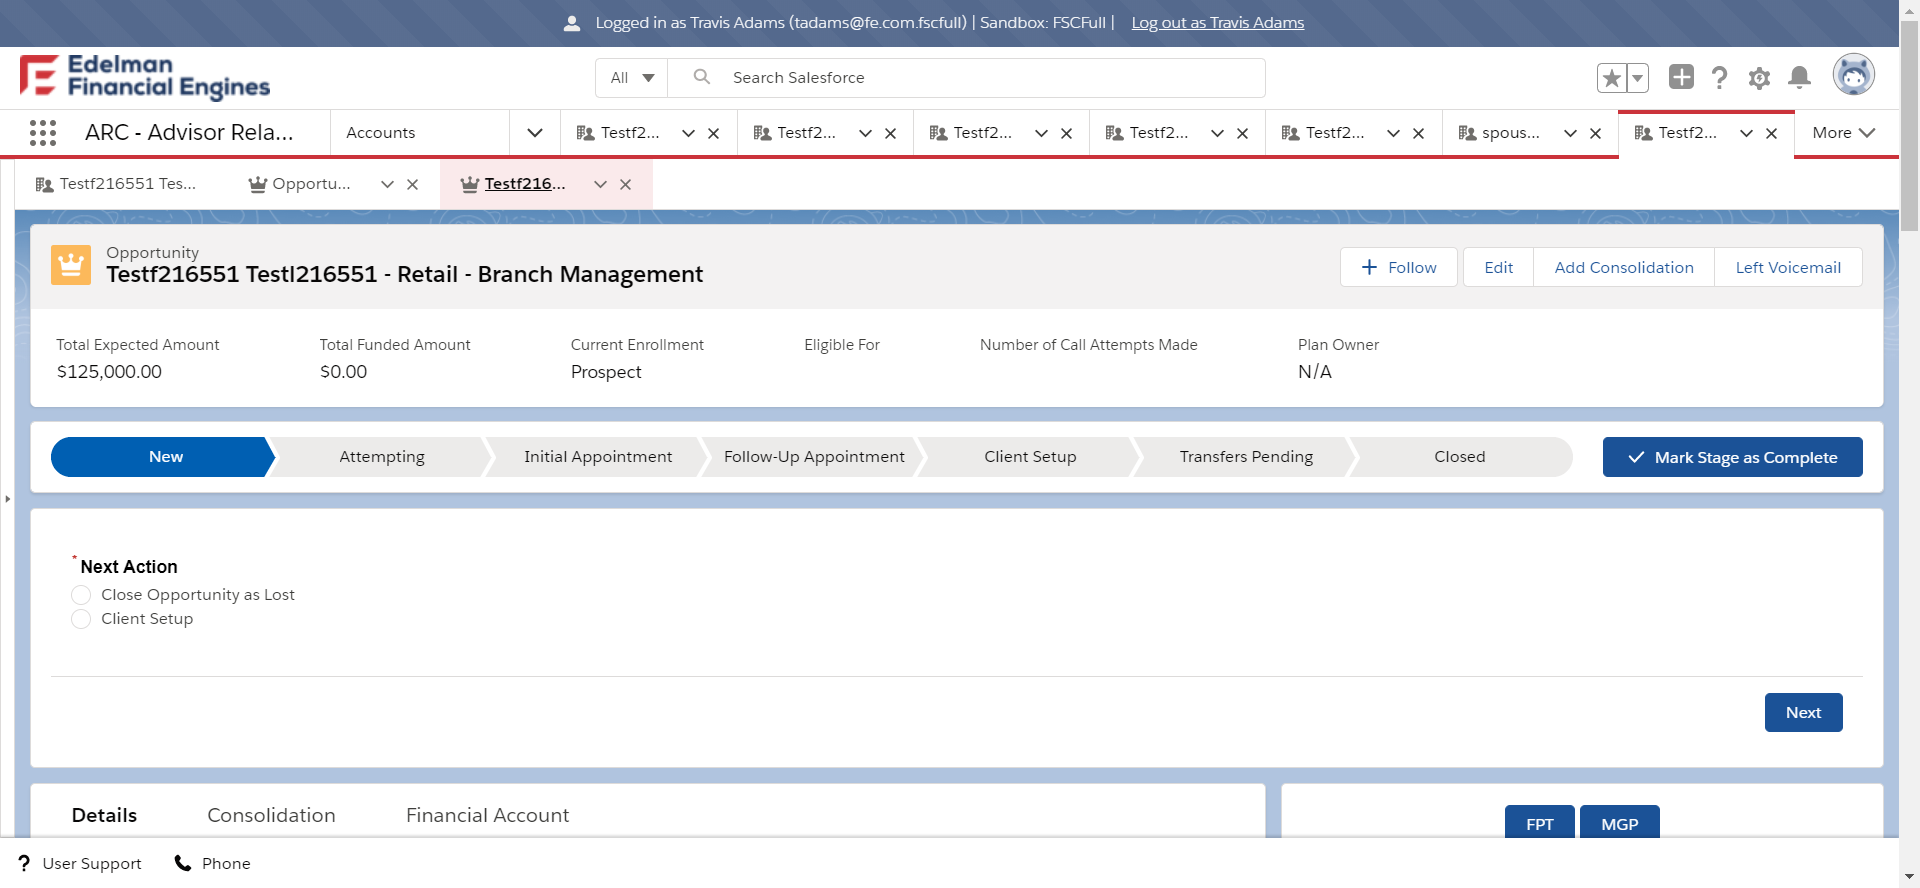 Logged in as Travis Adams (tadams@fe.com.fscfull) | Sandbox: FSCFull | Log out as Travis Adams
Edelman
Financial Engines
All Search Salesforce
ARC - Advisor Rela... Accounts Testf2... Testf2... Testf2... Testf2... Testf2... spous... Testf2... More
Testf216551 Tes... Opportu... Testf216...
Opportunity
Testf216551 Testl216551 - Retail - Branch Management
Follow Edit Add Consolidation Left Voicemail
Total Expected Amount Total Funded Amount Current Enrollment Eligible For Number of Call Attempts Made Plan Owner
$125,000.00 $0.00 Prospect N/A
New Attempting Initial Appointment Follow-Up Appointment Client Setup Transfers Pending Closed Mark Stage as Complete
* Next Action
Close Opportunity as Lost
Client Setup
Next
Details Consolidation Financial Account
FPT MGP
User Support Phone